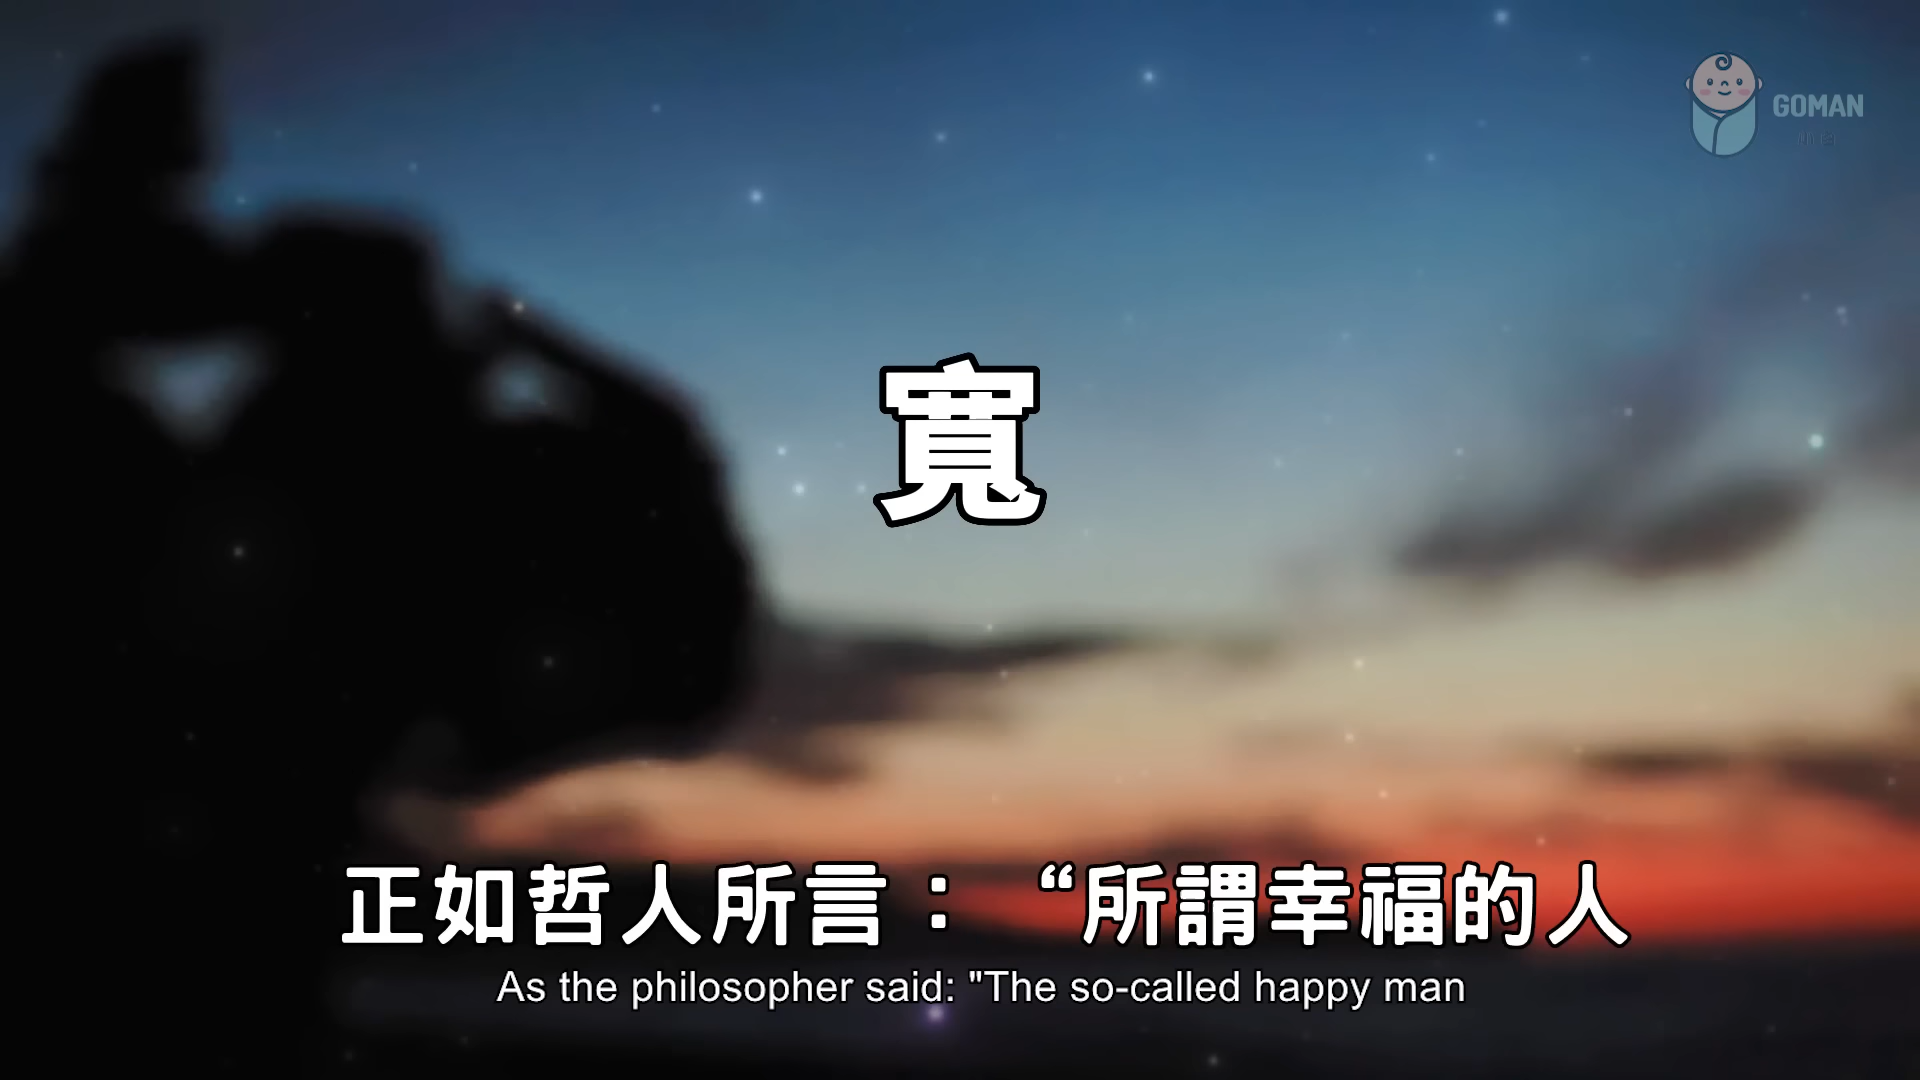 GOMAN
寬
正如哲人所言：“所謂幸福的人
As the philosopher said: "The so-called happy man